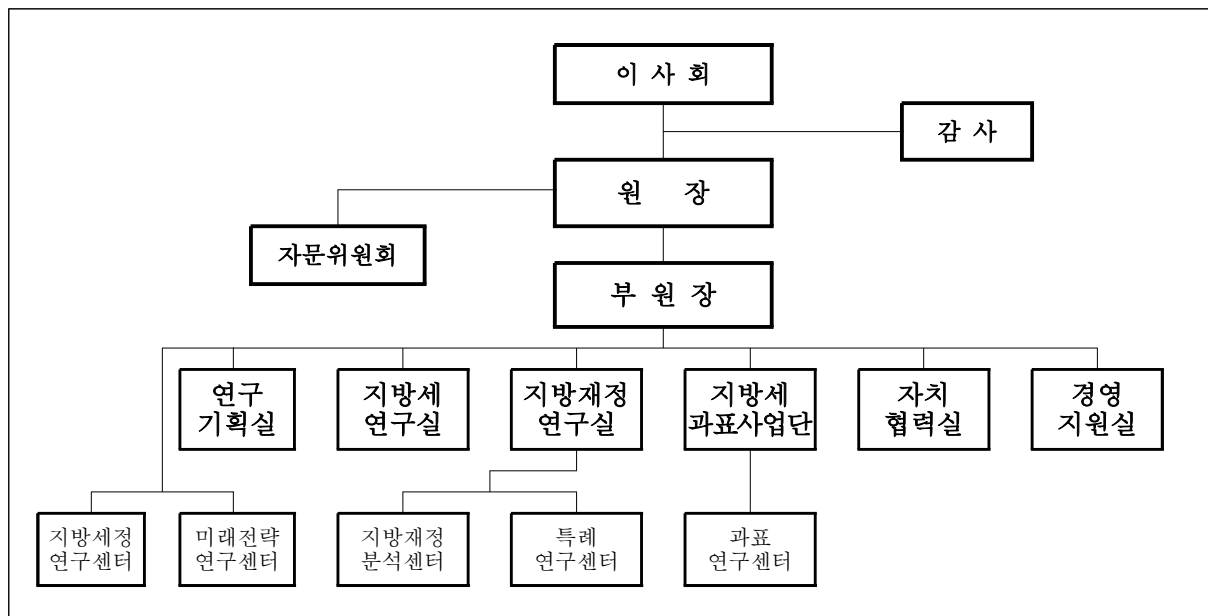 이 사 회
감 사
원 장
자문위원회
부 원 장
연구
기획실
지방세
연구실
지방재정
연구실
지방세
과표사업단
자치
협력실
경영
지원실
지방세정
연구센터
미래전략
연구센터
지방재정
분석센터
특례
연구센터
과표
연구센터